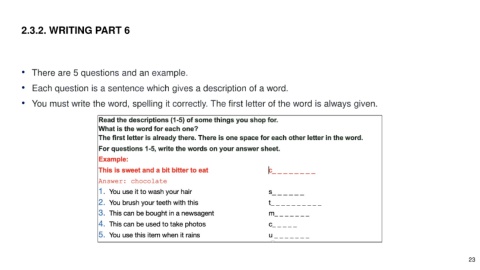 2.3.2. WRITING PART 6
• There are 5 questions and an example.
• Each question is a sentence which gives a description of a word.
• You must write the word, spelling it correctly. The first letter of the word is always given.
Read the descriptions (1-5) of some things you shop for.
What is the word for each one?
The first letter is already there. There is one space for each other letter in the word.
For questions 1-5, write the words on your answer sheet.
Example:
This is sweet and a bit bitter to eat c_ _ _ _ _ _ _ _
Answer: chocolate
1. You use it to wash your hair s_ _ _ _ _ _
2. You brush your teeth with this t_ _ _ _ _ _ _ _ _
3. This can be bought in a newsagent m_ _ _ _ _ _ _
4. This can be used to take photos c_ _ _ _ _
5. You use this item when it rains u _ _ _ _ _ _ _
23